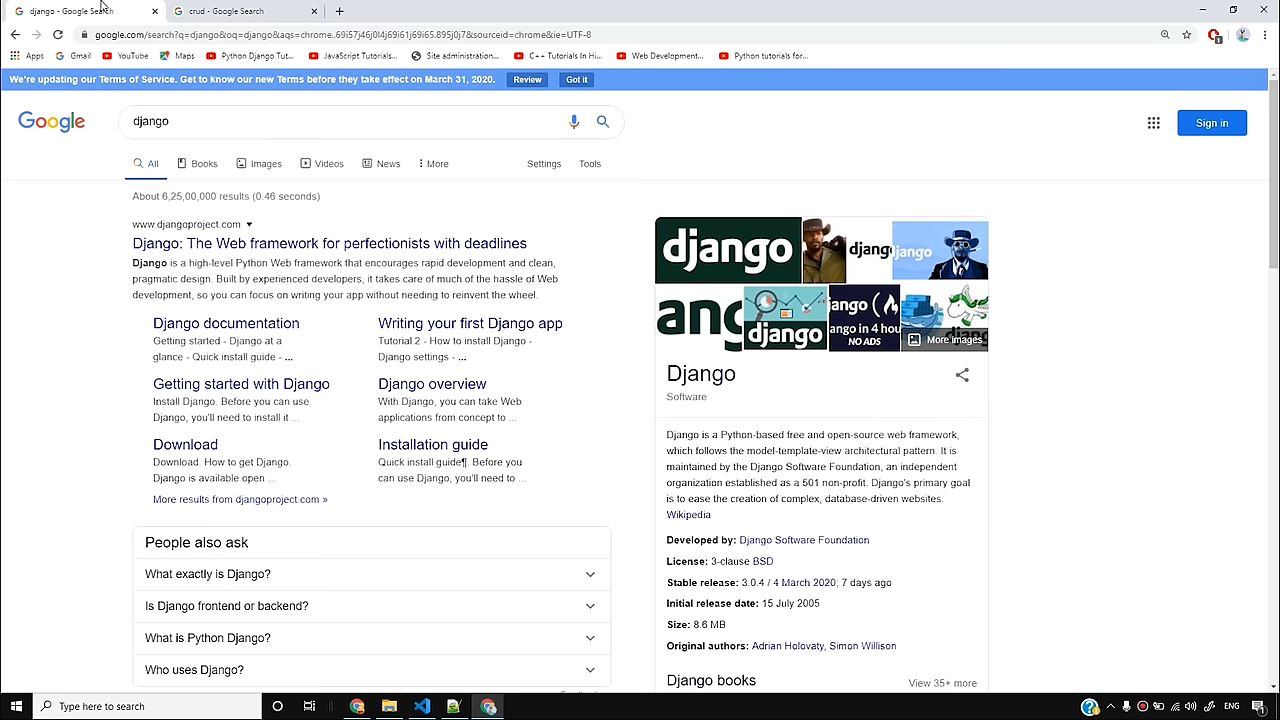 django - Google Search
crud - Google Search
google.com/search?q=django&oq=django&aqs=chrome..69i57j46j0l4j69i61j69i65.895j0j7&sourceid=chrome&ie=UTF-8
Apps Gmail YouTube Maps Python Django Tut... JavaScript Tutorials... Site administration... C++ Tutorials In Hi... Web Development... Python tutorials for...
We're updating our Terms of Service. Get to know our new Terms before they take effect on March 31, 2020. Review Got it
Google
django
Sign in
All Books Images Videos News More Settings Tools
About 6,25,00,000 results (0.46 seconds)
www.djangoproject.com
Django: The Web framework for perfectionists with deadlines
Django is a high-level Python Web framework that encourages rapid development and clean,
pragmatic design. Built by experienced developers, it takes care of much of the hassle of Web
development, so you can focus on writing your app without needing to reinvent the wheel.
Django documentation
Getting started - Django at a
glance - Quick install guide - ...
Writing your first Django app
Tutorial 2 - How to install Django -
Django settings - ...
Getting started with Django
Install Django. Before you can use
Django, you'll need to install it ...
Django overview
With Django, you can take Web
applications from concept to ...
Download
Download. How to get Django.
Django is available open ...
Installation guide
Quick install guide¶. Before you
can use Django, you'll need to ...
More results from djangoproject.com »
People also ask
What exactly is Django?
Is Django frontend or backend?
What is Python Django?
Who uses Django?
django
django
django
ang
django
django in 4 hou
NO ADS
More images
Django
Software
Django is a Python-based free and open-source web framework,
which follows the model-template-view architectural pattern. It is
maintained by the Django Software Foundation, an independent
organization established as a 501 non-profit. Django's primary goal
is to ease the creation of complex, database-driven websites.
Wikipedia
Developed by: Django Software Foundation
License: 3-clause BSD
Stable release: 3.0.4 / 4 March 2020; 7 days ago
Initial release date: 15 July 2005
Size: 8.6 MB
Original authors: Adrian Holovaty, Simon Willison
Django books
View 35+ more
Type here to search
ENG